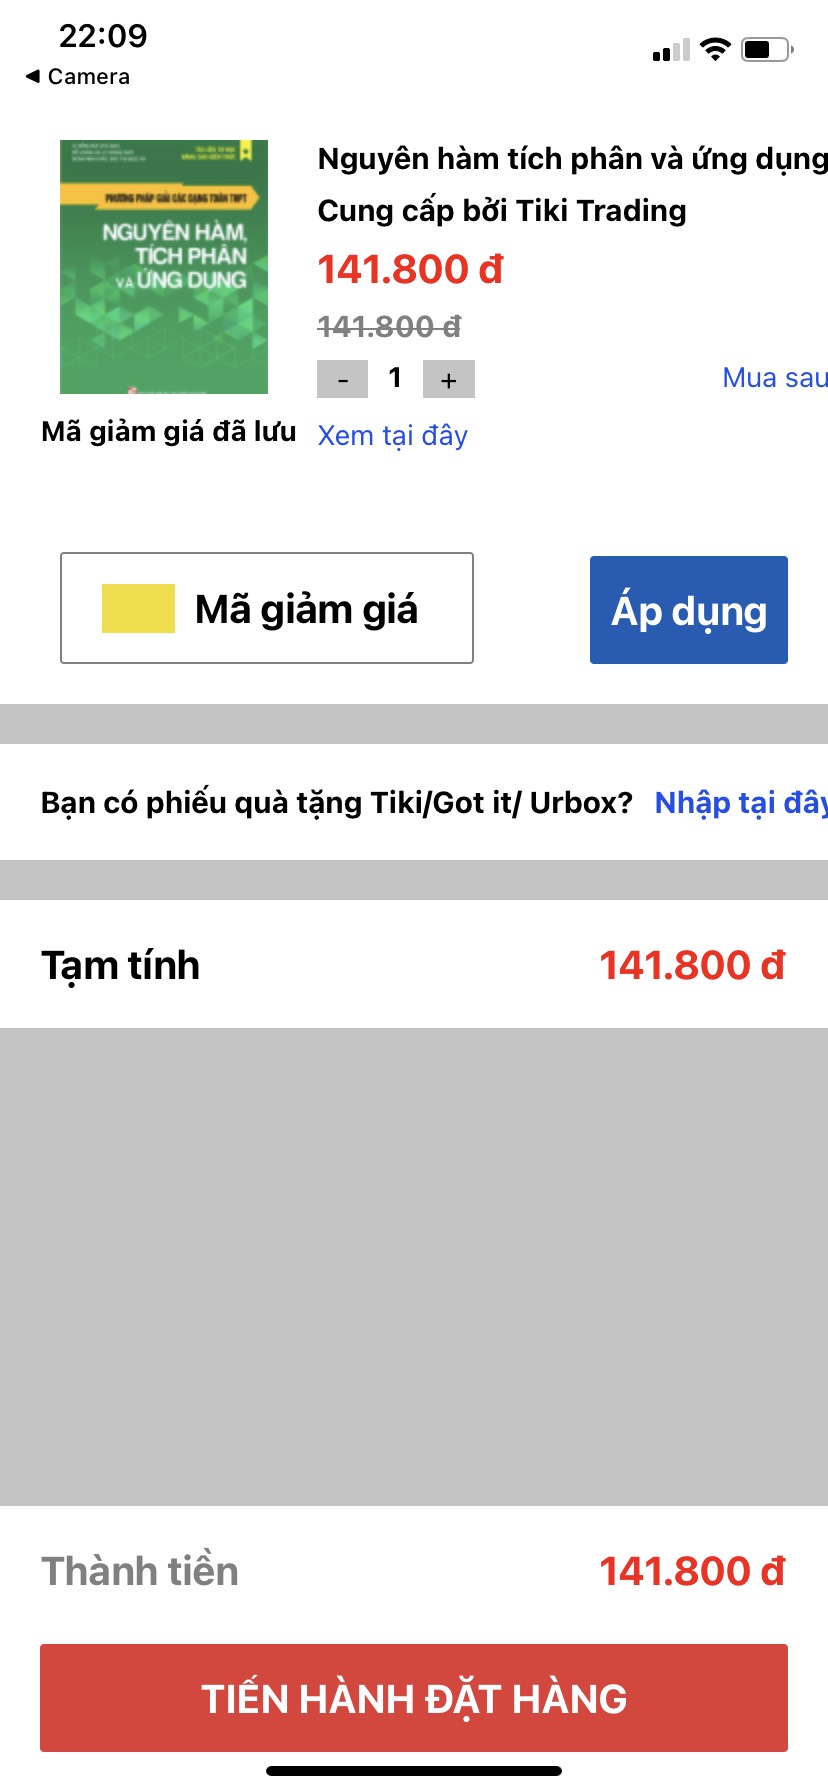 22:09
◀ Camera
PHƯƠNG PHÁP GIẢI CÁC DẠNG TOÁN THPT
NGUYÊN HÀM,
TÍCH PHÂN
VÀ ỨNG DỤNG
Nguyên hàm tích phân và ứng dụng
Cung cấp bởi Tiki Trading
141.800 đ
141.800 đ
- 1 +
Mua sau
Mã giảm giá đã lưu Xem tại đây
Mã giảm giá
Áp dụng
Bạn có phiếu quà tặng Tiki/Got it/ Urbox? Nhập tại đây
Tạm tính 141.800 đ
Thành tiền 141.800 đ
TIẾN HÀNH ĐẶT HÀNG